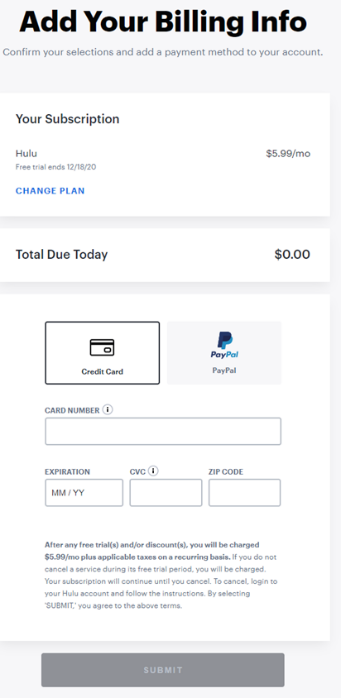 Add Your Billing Info
Confirm your selections and add a payment method to your account.
Your Subscription
Hulu $5.99/mo
Free trial ends 12/18/20
CHANGE PLAN
Total Due Today $0.00
PayPal
Credit Card PayPal
CARD NUMBER i
EXPIRATION CVC i ZIP CODE
MM / YY
After any free trial(s) and/or discount(s), you will be charged
$5.99/mo plus applicable taxes on a recurring basis. If you do not
cancel a service during its free trial period, you will be charged.
Your subscription will continue until you cancel. To cancel, login to
your Hulu account and follow the instructions. By selecting
'SUBMIT,' you agree to the above terms.
SUBMIT